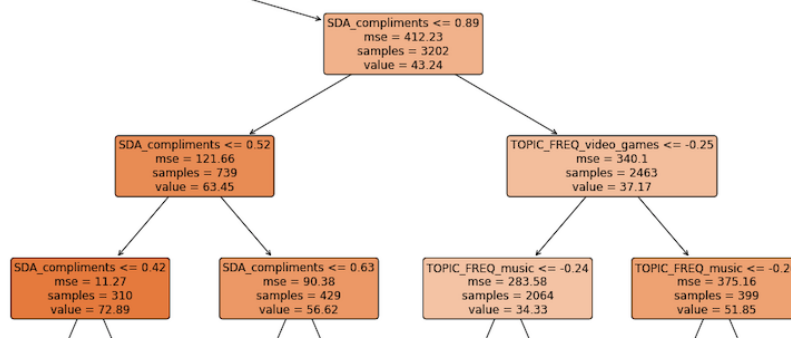 SDA_compliments <= 0.89
mse = 412.23
samples = 3202
value = 43.24
SDA_compliments <= 0.52
mse = 121.66
samples = 739
value = 63.45
TOPIC_FREQ_video_games <= -0.25
mse = 340.1
samples = 2463
value = 37.17
SDA_compliments <= 0.42
mse = 11.27
samples = 310
value = 72.89
SDA_compliments <= 0.63
mse = 90.38
samples = 429
value = 56.62
TOPIC_FREQ_music <= -0.24
mse = 283.58
samples = 2064
value = 34.33
TOPIC_FREQ_music <=
mse = 375.16
samples = 399
value = 51.85